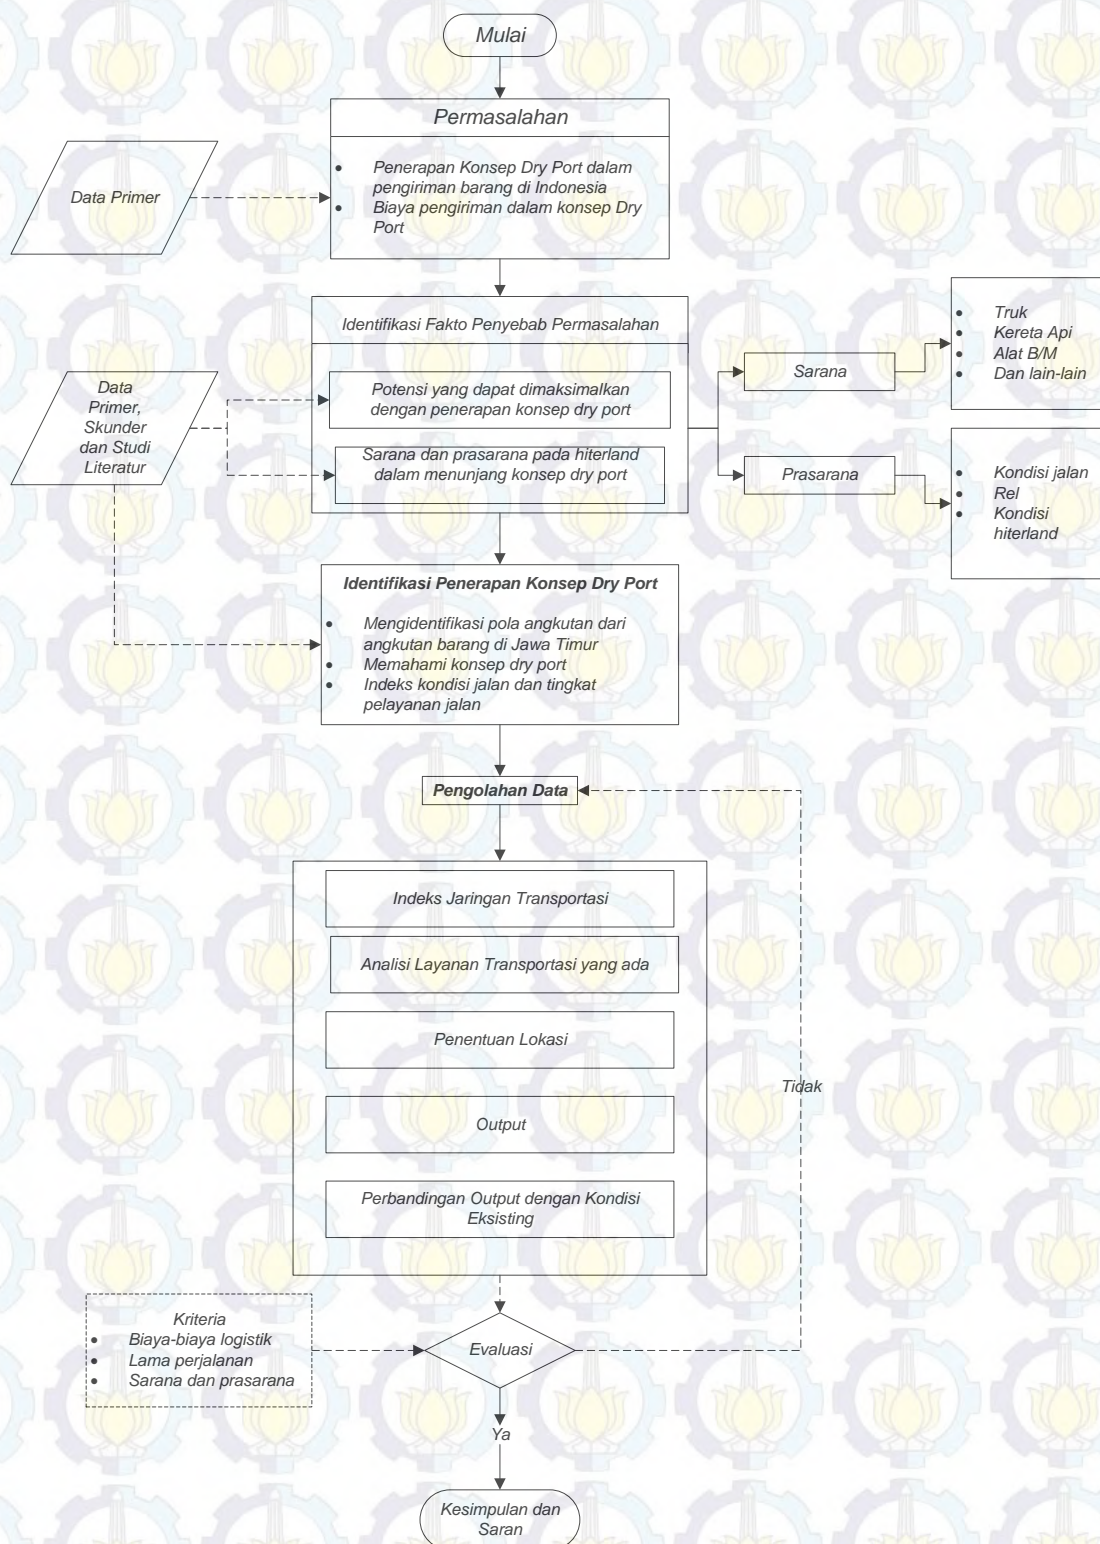 Mulai
Permasalahan
Data Primer
● Penerapan Konsep Dry Port dalam
pengiriman barang di Indonesia
● Biaya pengiriman dalam konsep Dry
Port
Identifikasi Fakto Penyebab Permasalahan
Potensi yang dapat dimaksimalkan
dengan penerapan konsep dry port
Sarana dan prasarana pada hiterland
dalam menunjang konsep dry port
Data
Primer,
Skunder
dan Studi
Literatur
Sarana
● Truk
● Kereta Api
● Alat B/M
● Dan lain-lain
Prasarana
● Kondisi jalan
● Rel
● Kondisi
hiterland
Identifikasi Penerapan Konsep Dry Port
● Mengidentifikasi pola angkutan dari
angkutan barang di Jawa Timur
● Memahami konsep dry port
● Indeks kondisi jalan dan tingkat
pelayanan jalan
Pengolahan Data
Indeks Jaringan Transportasi
Analisi Layanan Transportasi yang ada
Penentuan Lokasi
Output
Perbandingan Output dengan Kondisi
Eksisting
Tidak
Kriteria
● Biaya-biaya logistik
● Lama perjalanan
● Sarana dan prasarana
Evaluasi
Ya
Kesimpulan dan
Saran